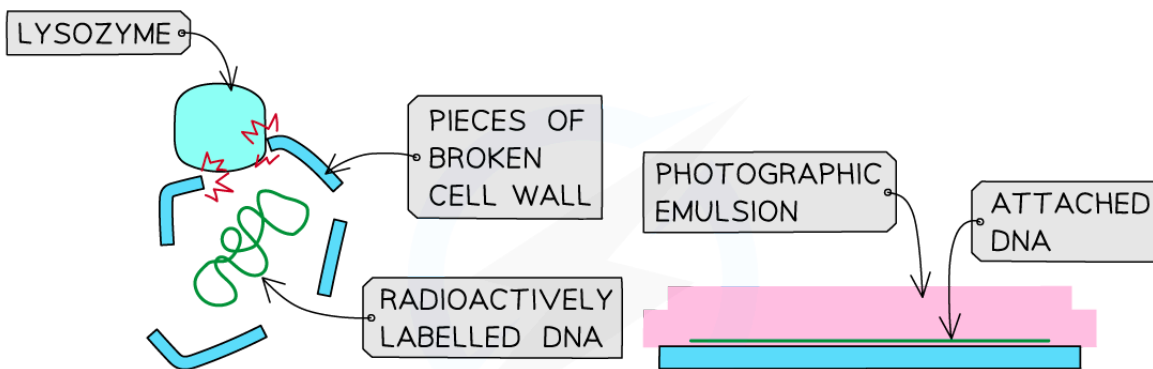 LYSOZYME
PIECES OF
BROKEN
CELL WALL
RADIOACTIVELY
LABELLED DNA
PHOTOGRAPHIC
EMULSION
ATTACHED
DNA